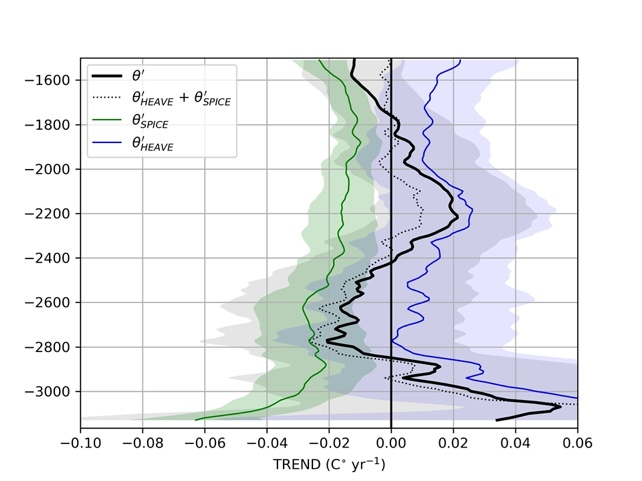 θ′
θ′HEAVE + θ′SPICE
θ′SPICE
θ′HEAVE
−1600
−1800
−2000
−2200
−2400
−2600
−2800
−3000
−0.10 −0.08 −0.06 −0.04 −0.02 0.00 0.02 0.04 0.06
TREND (C° yr⁻¹)